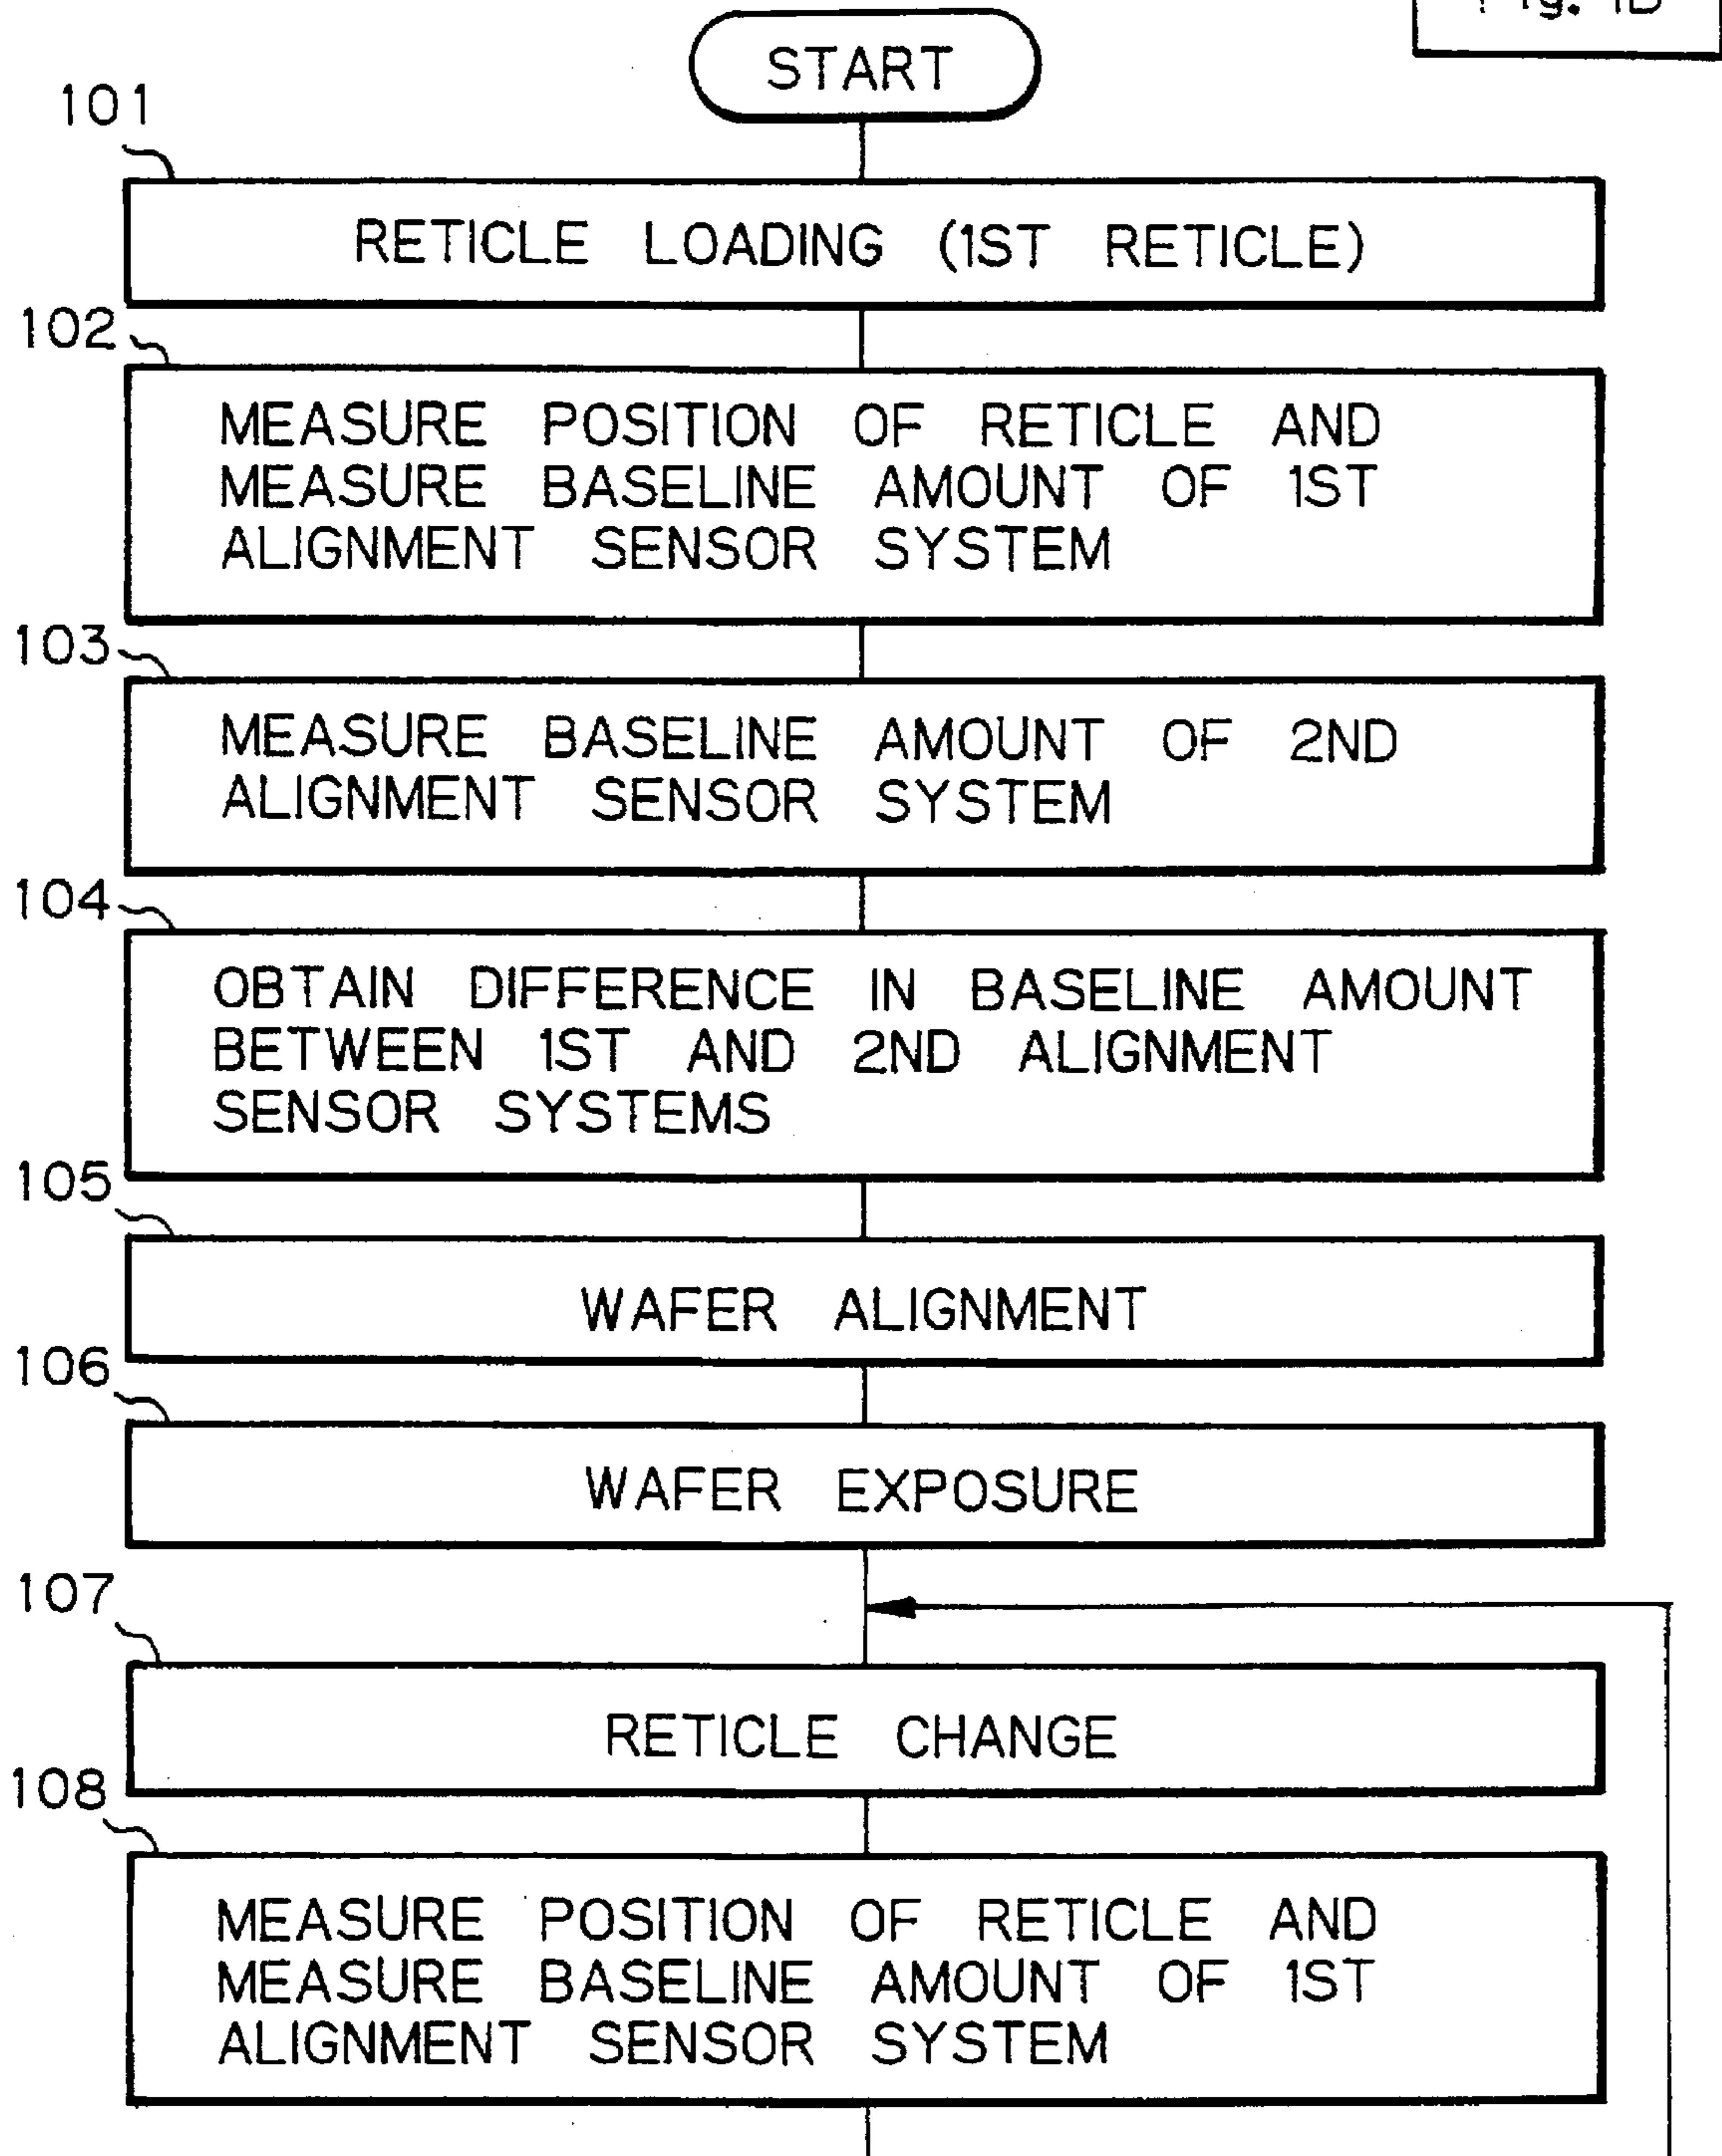 Fig. 1B
START
101
RETICLE LOADING (1ST RETICLE)
102
MEASURE POSITION OF RETICLE AND
MEASURE BASELINE AMOUNT OF 1ST
ALIGNMENT SENSOR SYSTEM
103
MEASURE BASELINE AMOUNT OF 2ND
ALIGNMENT SENSOR SYSTEM
104
OBTAIN DIFFERENCE IN BASELINE AMOUNT
BETWEEN 1ST AND 2ND ALIGNMENT
SENSOR SYSTEMS
105
WAFER ALIGNMENT
106
WAFER EXPOSURE
107
RETICLE CHANGE
108
MEASURE POSITION OF RETICLE AND
MEASURE BASELINE AMOUNT OF 1ST
ALIGNMENT SENSOR SYSTEM